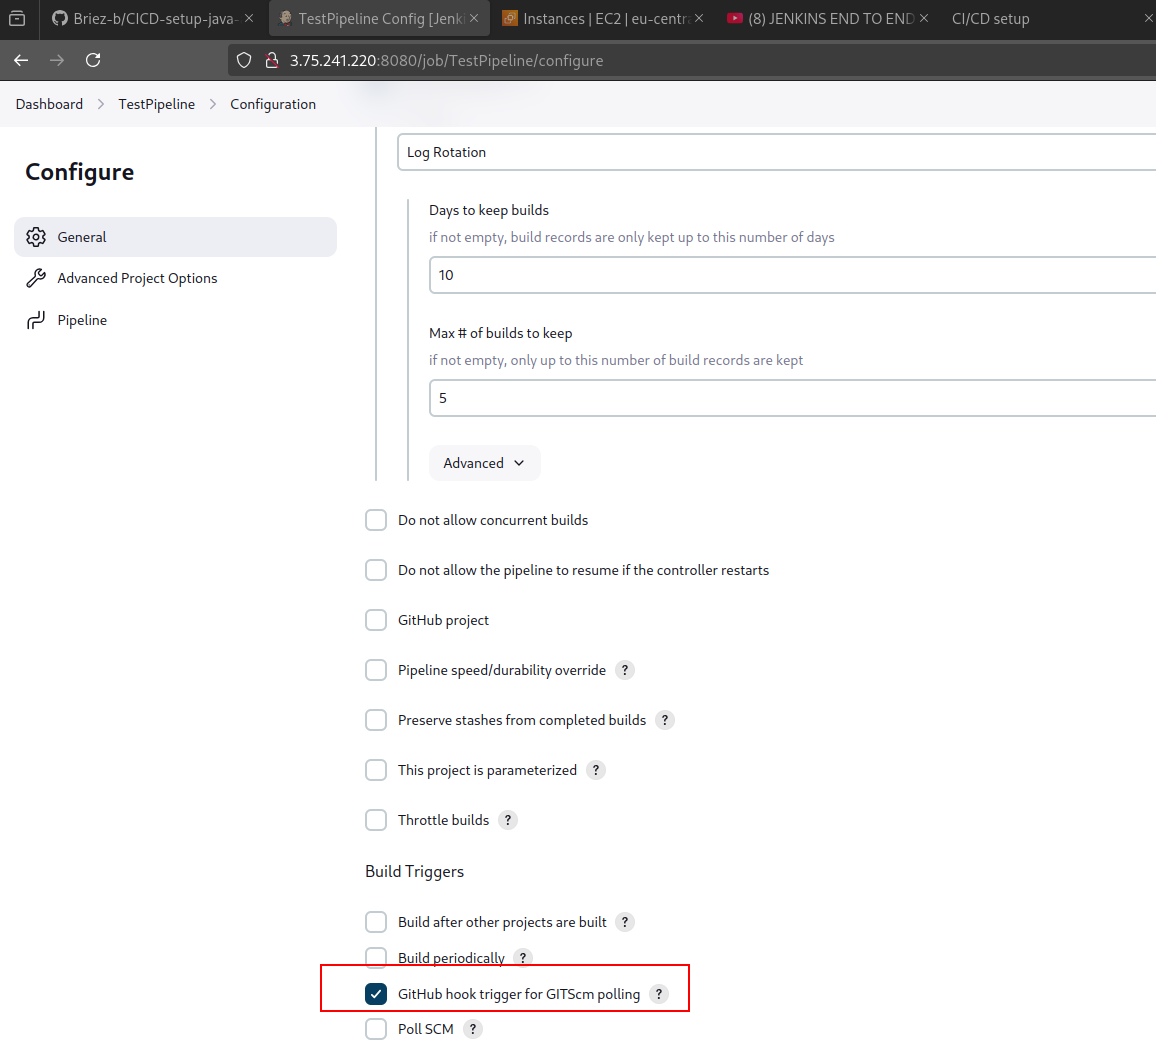 Briez-b/CICD-setup-java-
TestPipeline Config [Jenki
Instances | EC2 | eu-centra
(8) JENKINS END TO END
CI/CD setup
3.75.241.220:8080/job/TestPipeline/configure
Dashboard > TestPipeline > Configuration
Configure
General
Advanced Project Options
Pipeline
Log Rotation
Days to keep builds
if not empty, build records are only kept up to this number of days
10
Max # of builds to keep
if not empty, only up to this number of build records are kept
5
Advanced
Do not allow concurrent builds
Do not allow the pipeline to resume if the controller restarts
GitHub project
Pipeline speed/durability override ?
Preserve stashes from completed builds ?
This project is parameterized ?
Throttle builds ?
Build Triggers
Build after other projects are built ?
Build periodically ?
GitHub hook trigger for GITScm polling ?
Poll SCM ?